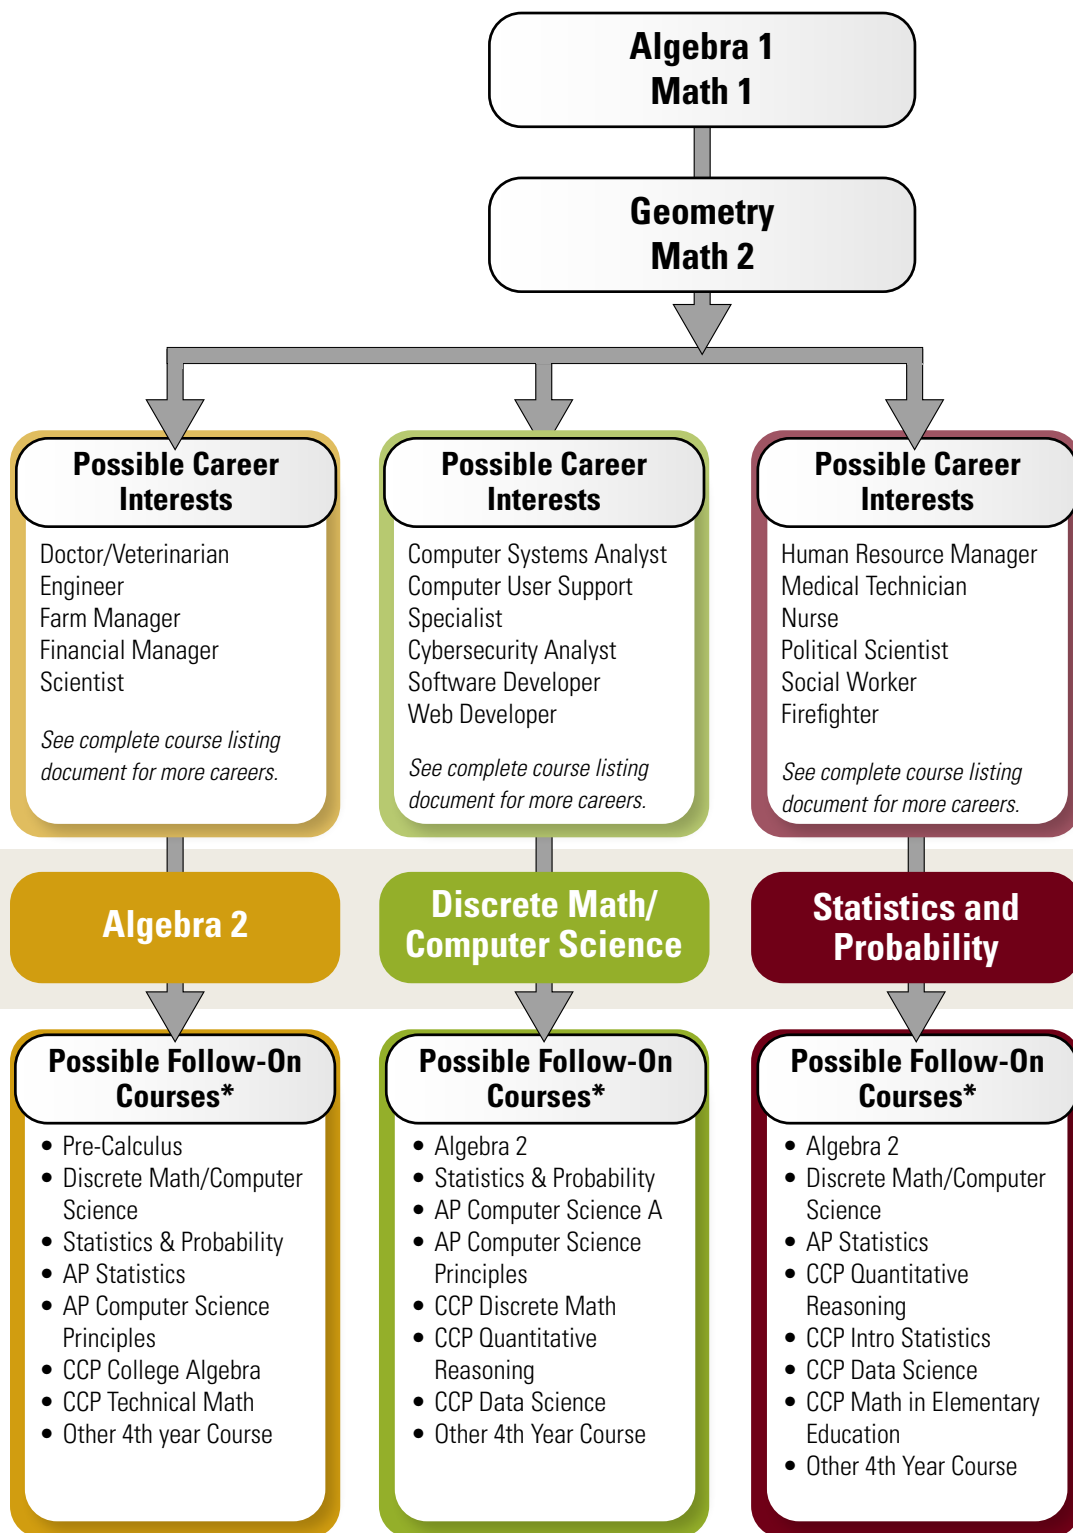 Algebra 1
Math 1
Geometry
Math 2
Possible Career
Interests
Doctor/Veterinarian
Engineer
Farm Manager
Financial Manager
Scientist
See complete course listing
document for more careers.
Possible Career
Interests
Computer Systems Analyst
Computer User Support
Specialist
Cybersecurity Analyst
Software Developer
Web Developer
See complete course listing
document for more careers.
Possible Career
Interests
Human Resource Manager
Medical Technician
Nurse
Political Scientist
Social Worker
Firefighter
See complete course listing
document for more careers.
Algebra 2
Discrete Math/
Computer Science
Statistics and
Probability
Possible Follow-On
Courses*
• Pre-Calculus
• Discrete Math/Computer
Science
• Statistics & Probability
• AP Statistics
• AP Computer Science
Principles
• CCP College Algebra
• CCP Technical Math
• Other 4th year Course
Possible Follow-On
Courses*
• Algebra 2
• Statistics & Probability
• AP Computer Science A
• AP Computer Science
Principles
• CCP Discrete Math
• CCP Quantitative
Reasoning
• CCP Data Science
• Other 4th Year Course
Possible Follow-On
Courses*
• Algebra 2
• Discrete Math/Computer
Science
• AP Statistics
• CCP Quantitative
Reasoning
• CCP Intro Statistics
• CCP Data Science
• CCP Math in Elementary
Education
• Other 4th Year Course